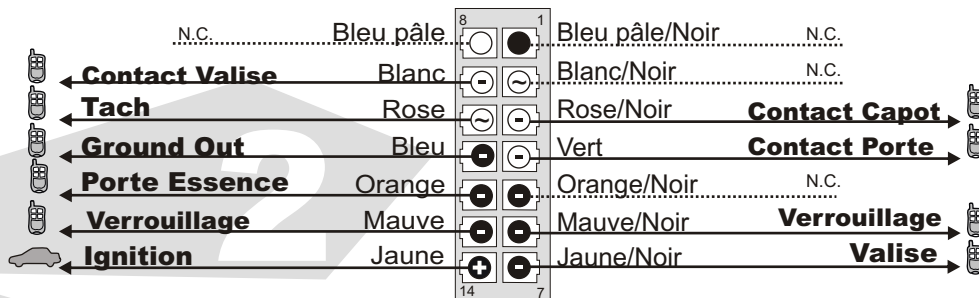 8 1
N.C. Bleu pâle Bleu pâle/Noir N.C.
Contact Valise Blanc - ~ Blanc/Noir N.C.
Tach Rose ~ - Rose/Noir Contact Capot
Ground Out Bleu - - Vert Contact Porte
Porte Essence Orange - - Orange/Noir N.C.
Verrouillage Mauve - - Mauve/Noir Verrouillage
Ignition Jaune + - Jaune/Noir Valise
14 7
2